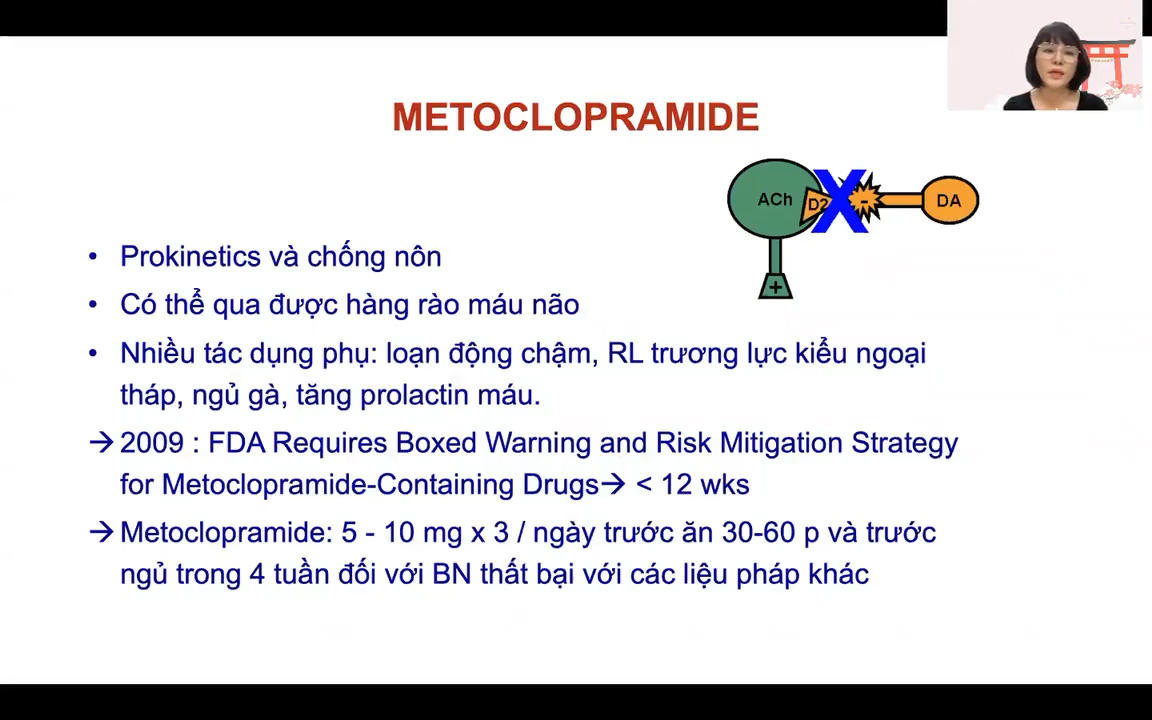 METOCLOPRAMIDE
ACh D2 - DA
+
• Prokinetics và chống nôn
• Có thể qua được hàng rào máu não
• Nhiều tác dụng phụ: loạn động chậm, RL trương lực kiểu ngoại
tháp, ngủ gà, tăng prolactin máu.
→ 2009 : FDA Requires Boxed Warning and Risk Mitigation Strategy
for Metoclopramide-Containing Drugs→ < 12 wks
→ Metoclopramide: 5 - 10 mg x 3 / ngày trước ăn 30-60 p và trước
ngủ trong 4 tuần đối với BN thất bại với các liệu pháp khác